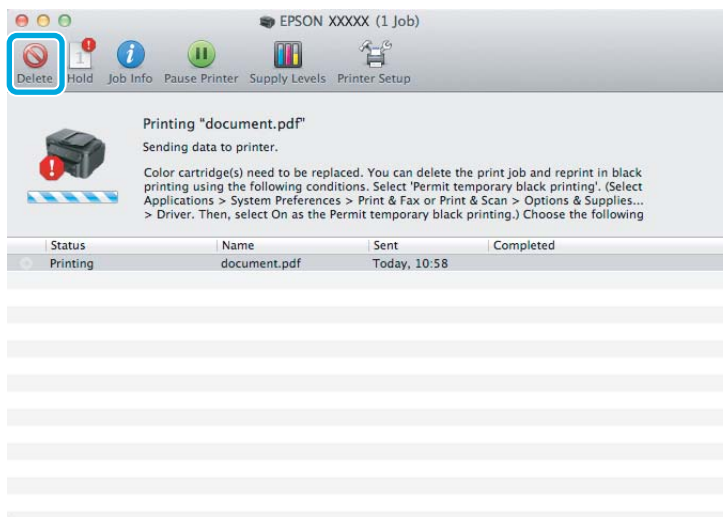 EPSON XXXXX (1 Job)
Delete Hold Job Info Pause Printer Supply Levels Printer Setup
Printing "document.pdf"
Sending data to printer.
Color cartridge(s) need to be replaced. You can delete the print job and reprint in black
printing using the following conditions. Select 'Permit temporary black printing'. (Select
Applications > System Preferences > Print & Fax or Print & Scan > Options & Supplies...
> Driver. Then, select On as the Permit temporary black printing.) Choose the following
Status Name Sent Completed
Printing document.pdf Today, 10:58